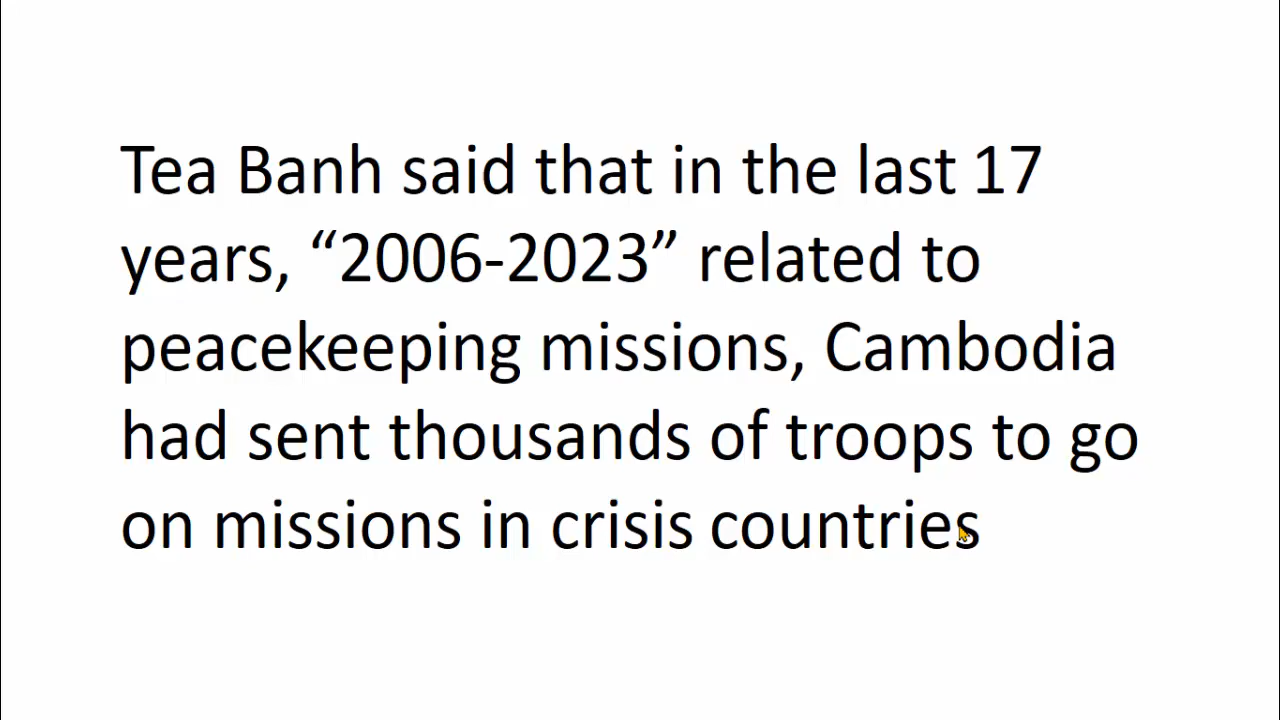 Tea Banh said that in the last 17
years, “2006-2023” related to
peacekeeping missions, Cambodia
had sent thousands of troops to go
on missions in crisis countries